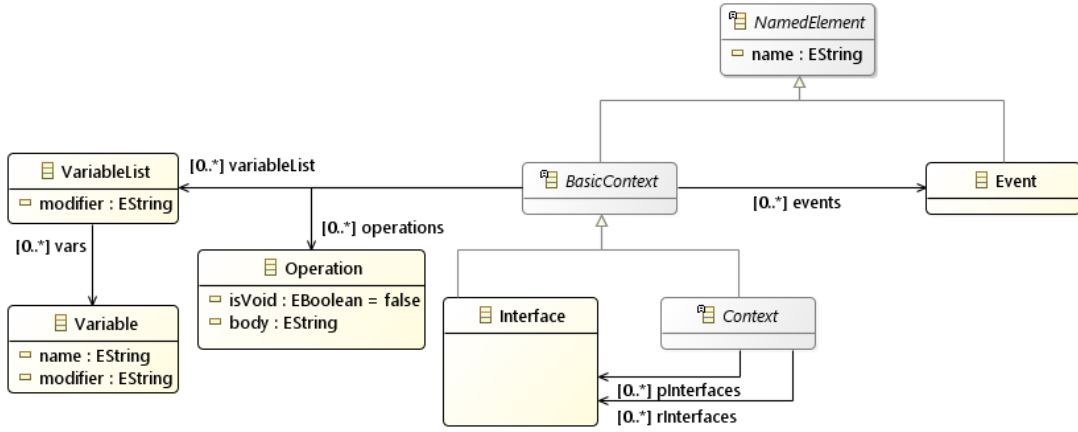 NamedElement
name : EString
[0..*] variableList
VariableList
modifier : EString
BasicContext
Event
[0..*] events
[0..*] operations
[0..*] vars
Operation
isVoid : EBoolean = false
body : EString
Variable
name : EString
modifier : EString
Interface
Context
[0..*] pInterfaces
[0..*] rInterfaces